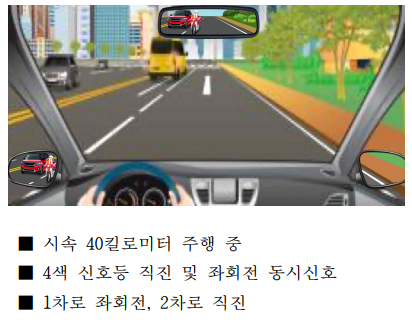 ■ 시속 40킬로미터 주행 중
■ 4색 신호등 직진 및 좌회전 동시신호
■ 1차로 좌회전, 2차로 직진